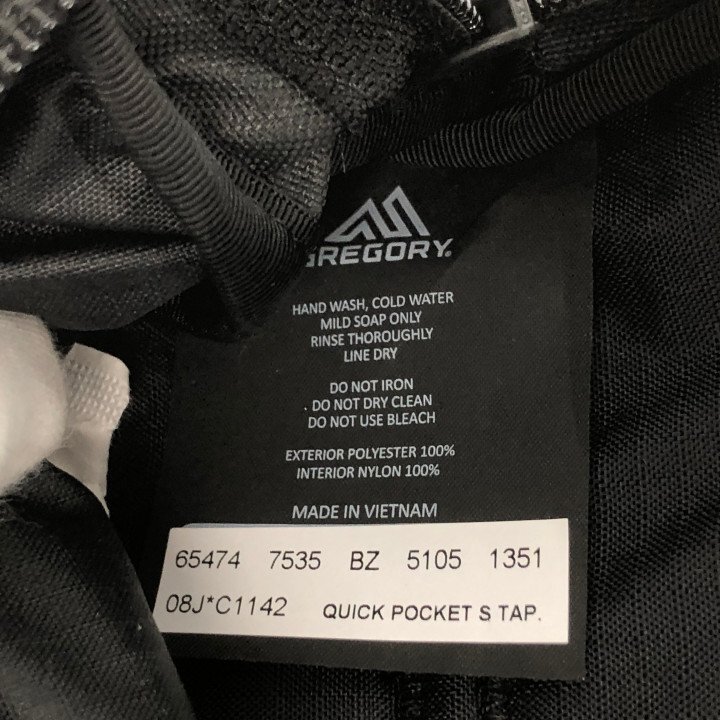 GREGORY.
HAND WASH, COLD WATER
MILD SOAP ONLY
RINSE THOROUGHLY
LINE DRY
DO NOT IRON
DO NOT DRY CLEAN
DO NOT USE BLEACH
EXTERIOR POLYESTER 100%
INTERIOR NYLON 100%
MADE IN VIETNAM
65474 7535 BZ 5105 1351
08J*C1142 QUICK POCKET S TAP.